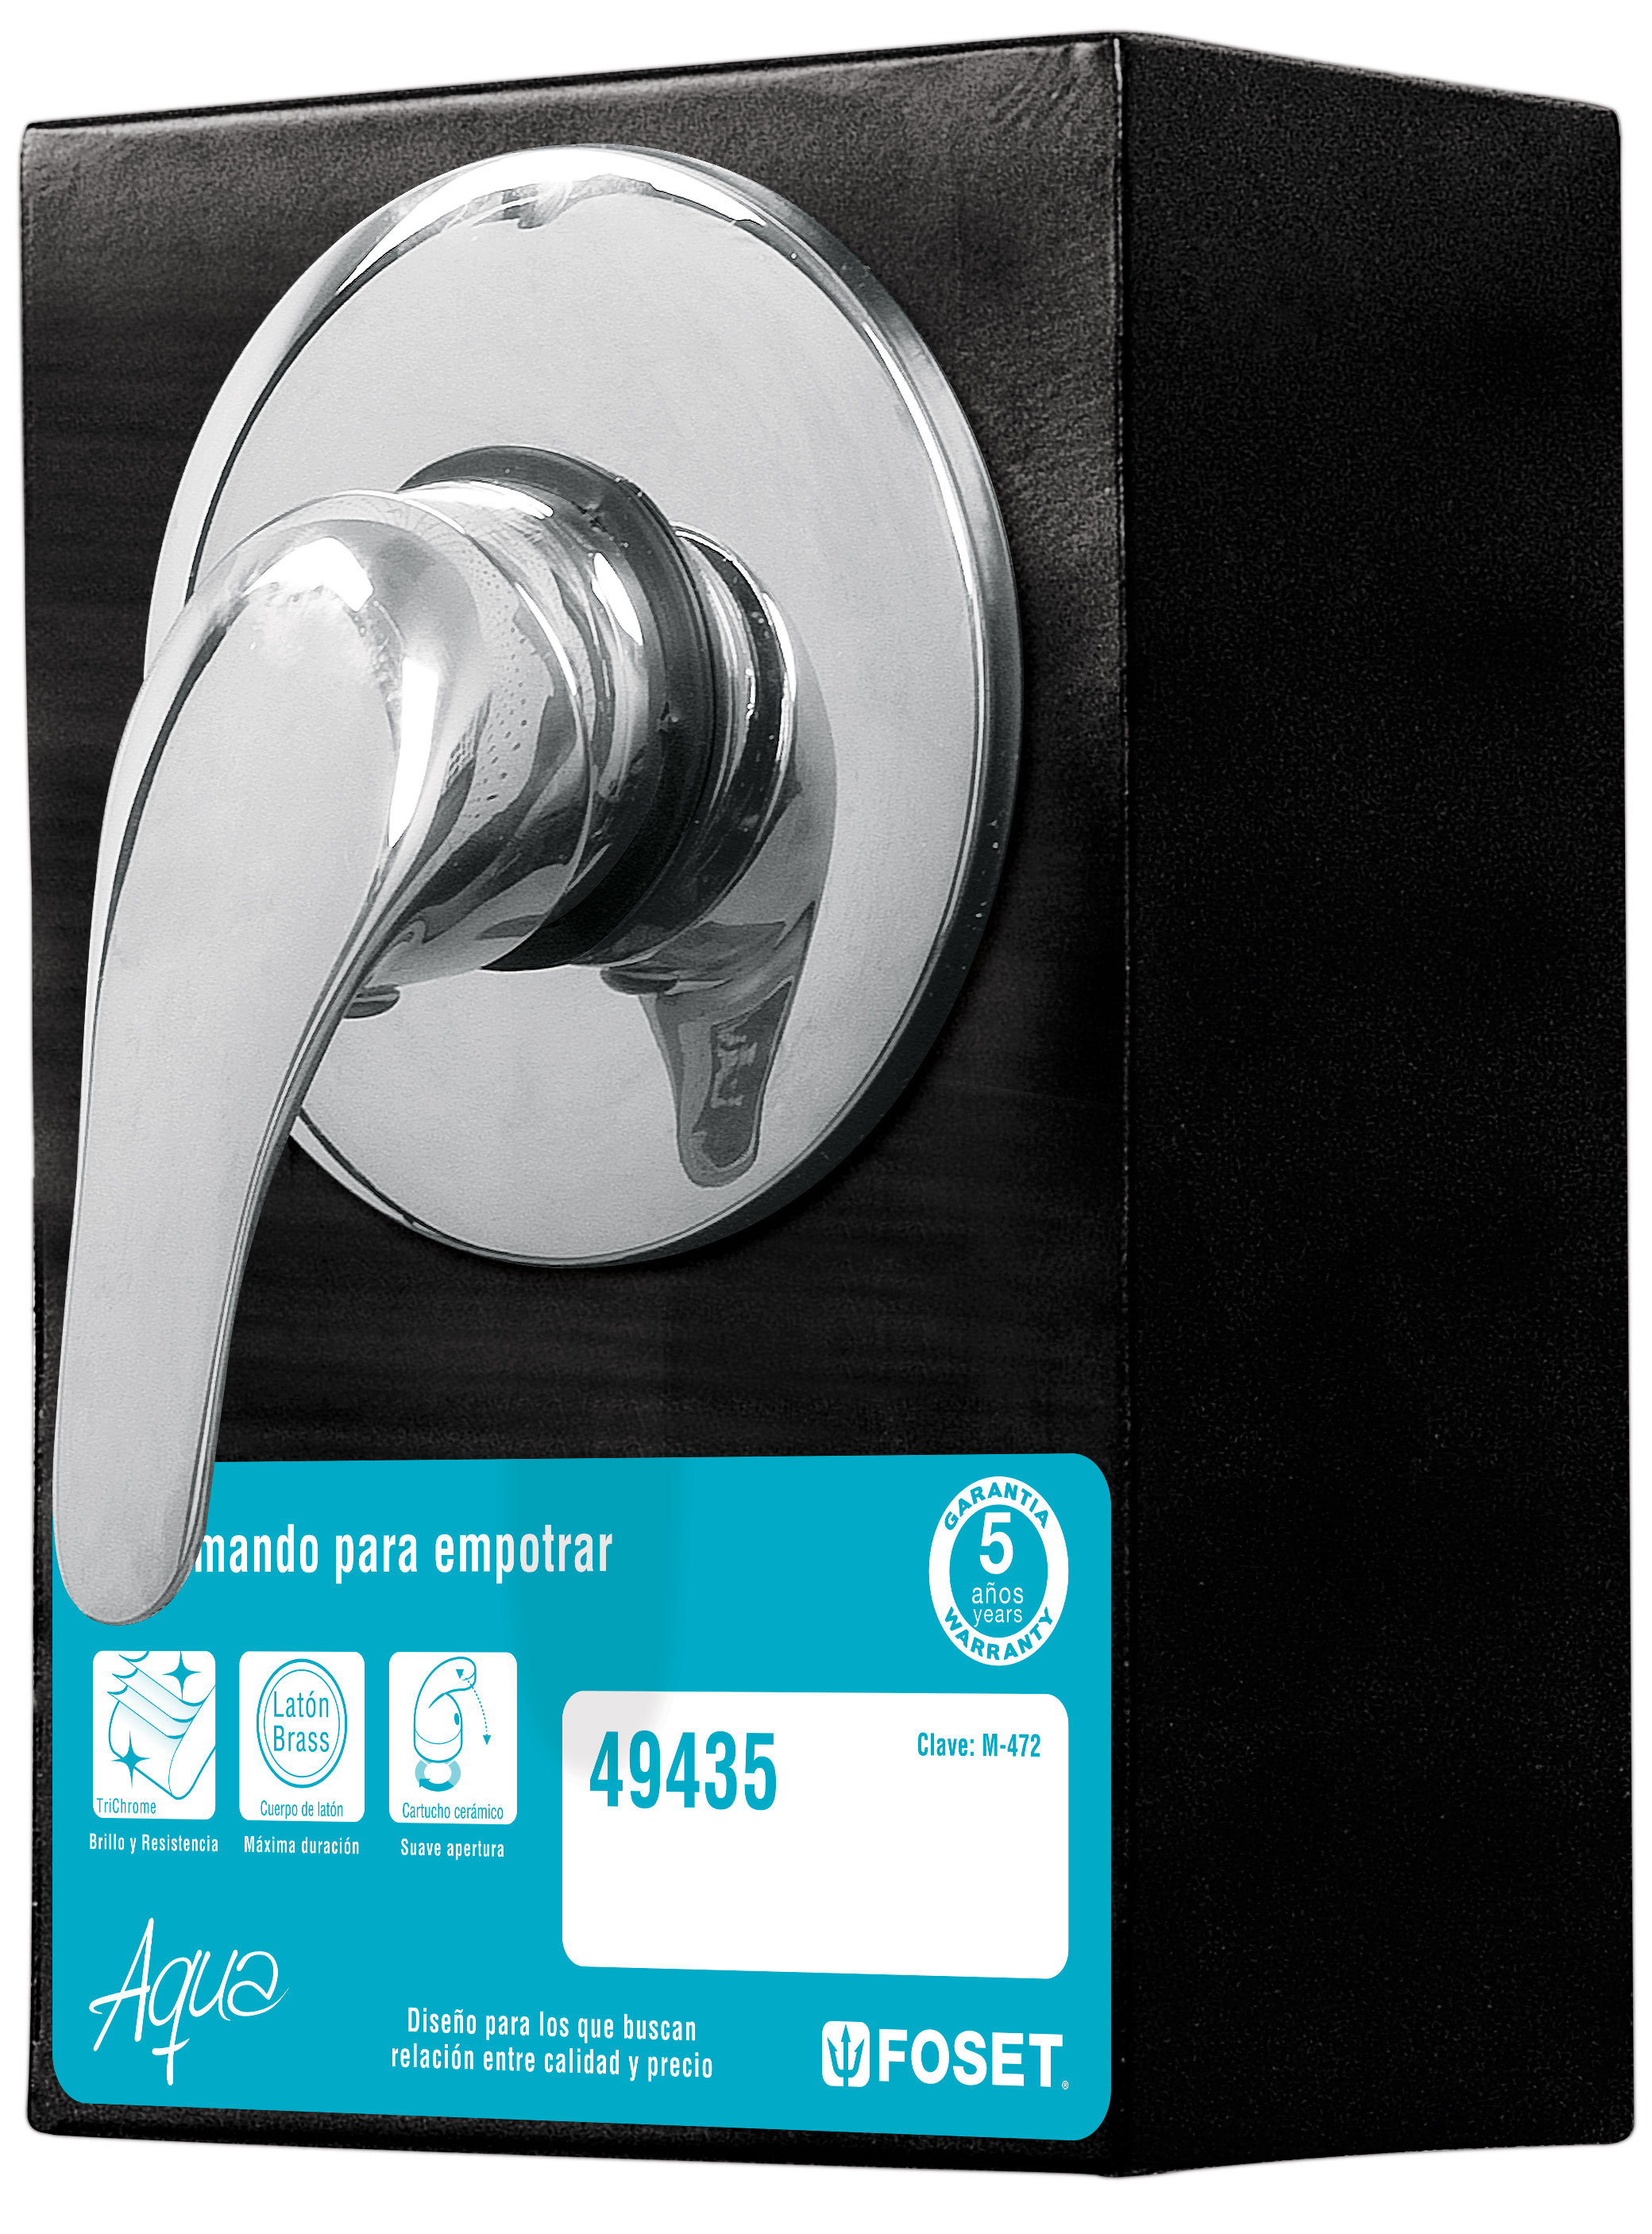 mando para empotrar
GARANTIA
5
años
years
WARRANTY
Latón
Brass
TriChrome
Cuerpo de latón
Cartucho cerámico
Brillo y Resistencia
Máxima duración
Suave apertura
49435
Clave: M-472
Aqua
Diseño para los que buscan
relación entre calidad y precio
FOSET